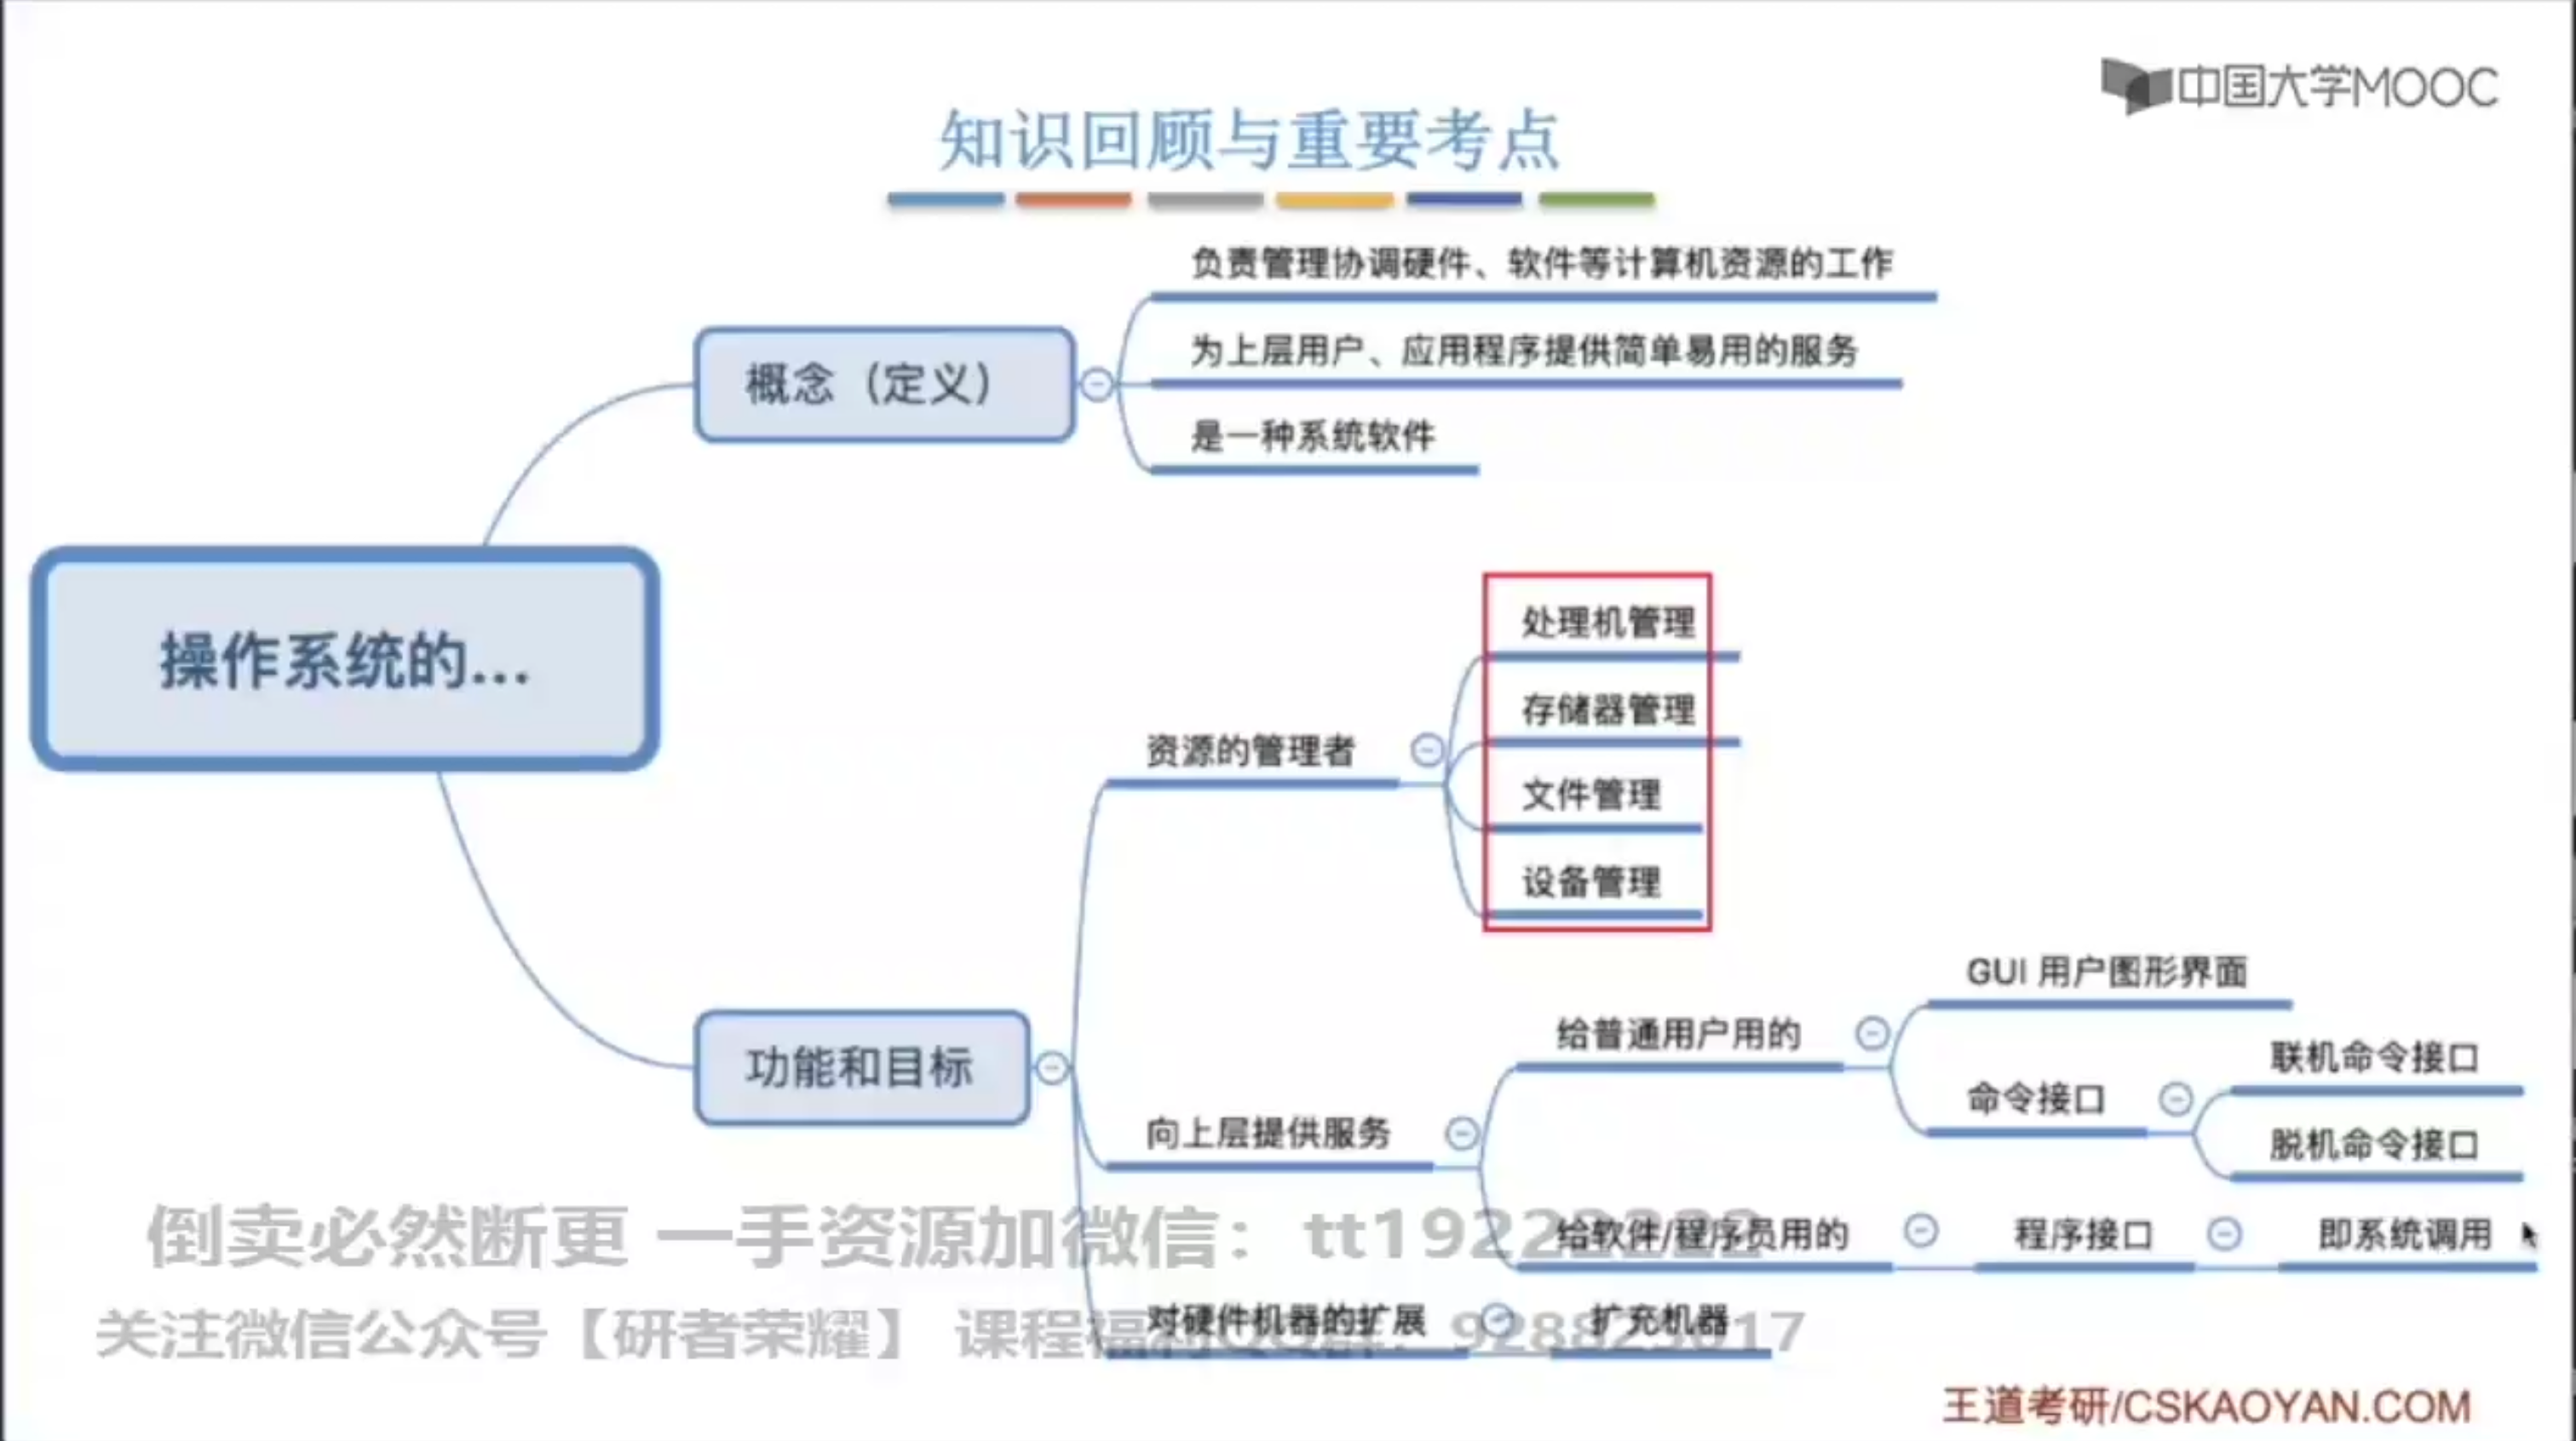 中国大学MOOC
知识回顾与重要考点
负责管理协调硬件、软件等计算机资源的工作
为上层用户、应用程序提供简单易用的服务
概念（定义）
是一种系统软件
操作系统的...
处理机管理
存储器管理
资源的管理者
文件管理
设备管理
功能和目标
GUI 用户图形界面
给普通用户用的
联机命令接口
命令接口
脱机命令接口
向上层提供服务
给软件/程序员用的
程序接口
即系统调用
对硬件机器的扩展
扩充机器
倒卖必然断更 一手资源加微信：
关注微信公众号【研者荣耀】 课程福利QQ群：
王道考研/CSKAOYAN.COM